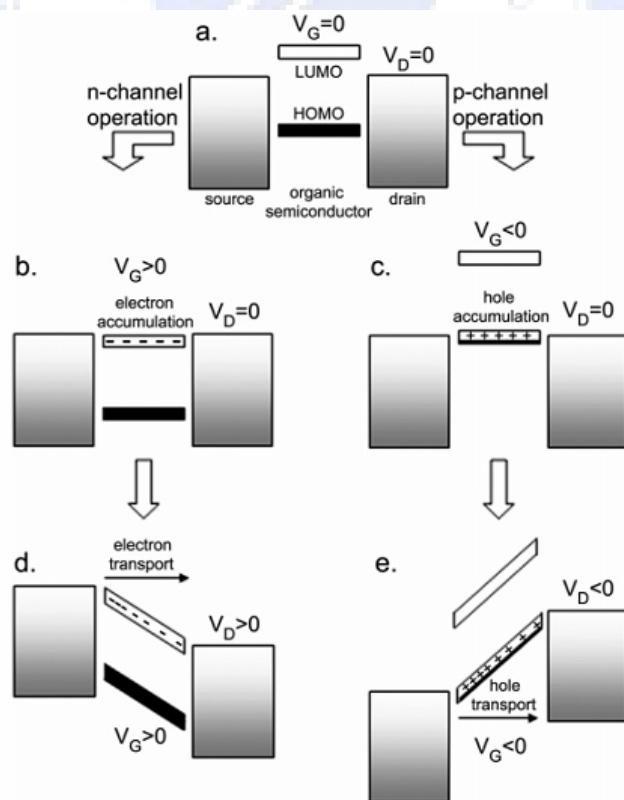 a.
V_G=0
LUMO
V_D=0
n-channel
operation
HOMO
p-channel
operation
source
organic
semiconductor
drain
b.
V_G>0
electron
accumulation
V_D=0
- - - - -
c.
V_G<0
hole
accumulation
V_D=0
+ + + + +
d.
electron
transport
V_D>0
V_G>0
e.
V_D<0
hole
transport
V_G<0